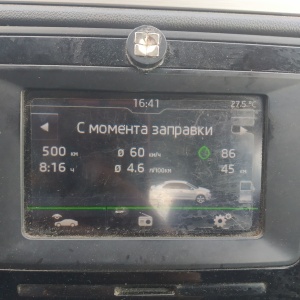 16:41 27.5 °C
С момента заправки
500 км ø 60 км/ч 86
8:16 ч ø 4.6 л/100км 45 км